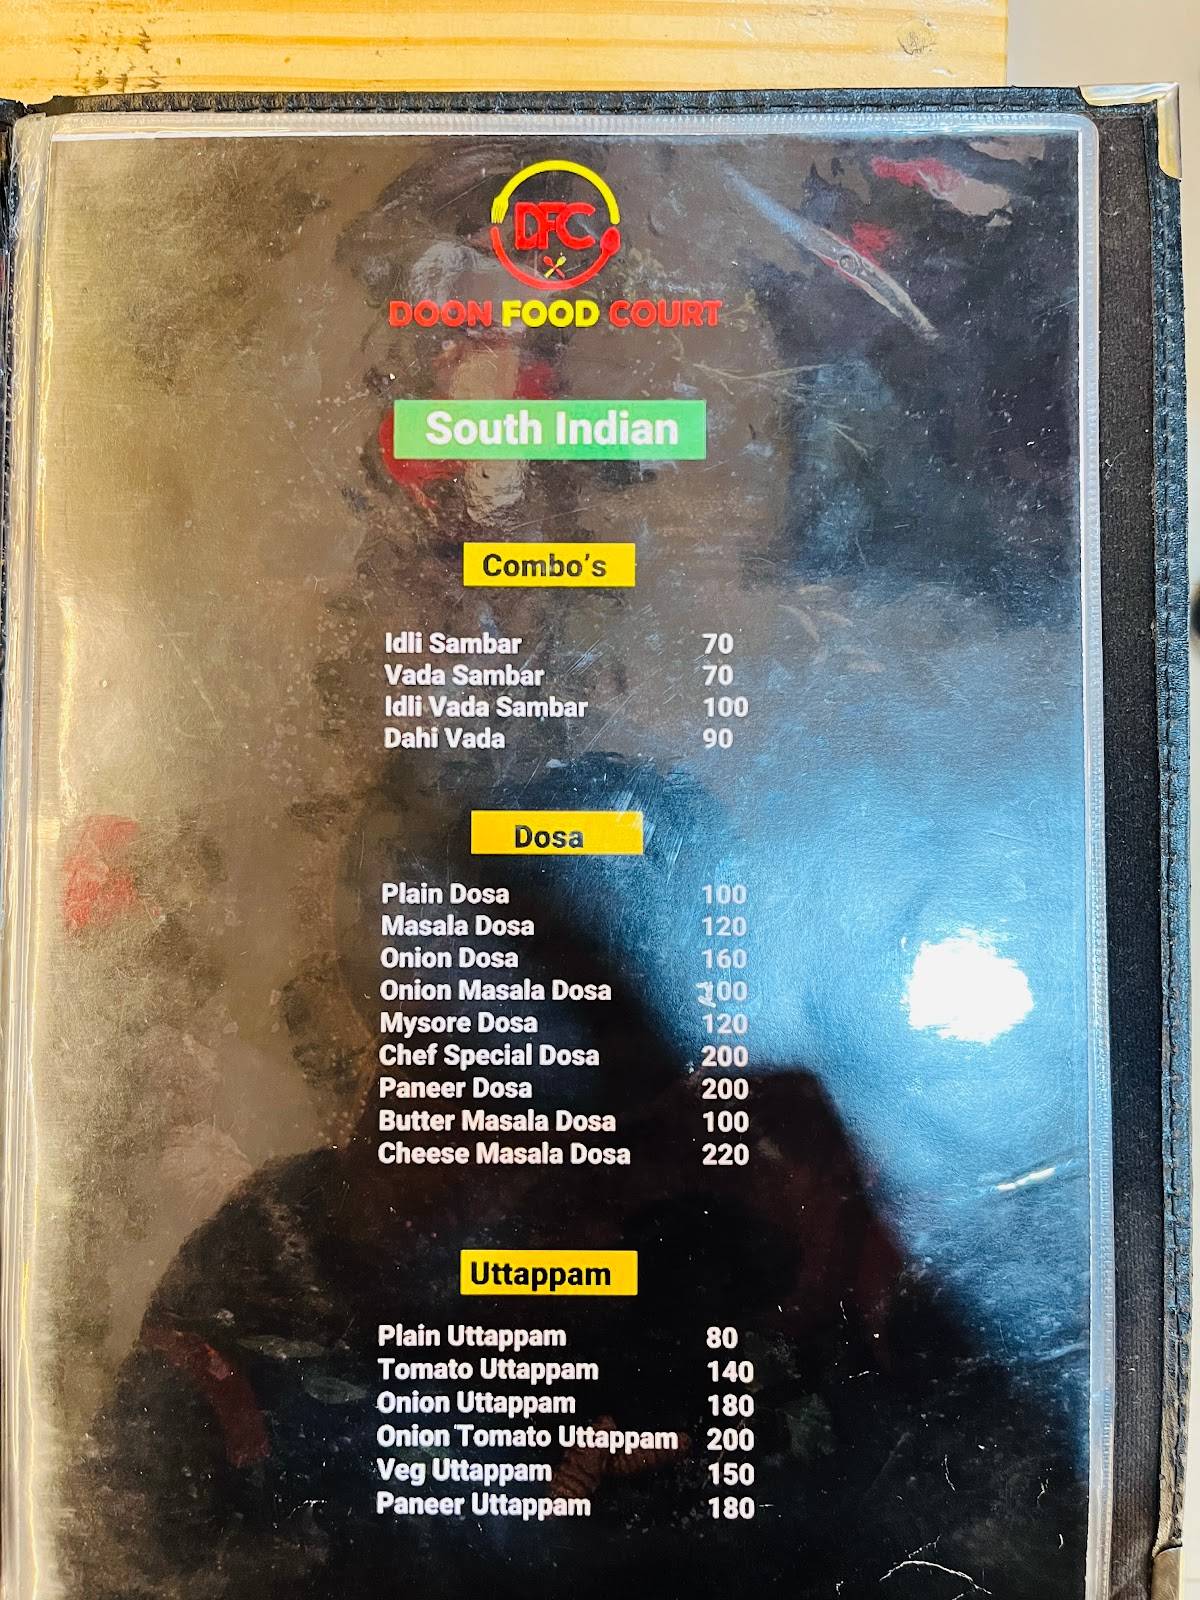 DFC
DOON FOOD COURT
South Indian
Combo's
Idli Sambar 70
Vada Sambar 70
Idli Vada Sambar 100
Dahi Vada 90
Dosa
Plain Dosa 100
Masala Dosa 120
Onion Dosa 160
Onion Masala Dosa
Mysore Dosa 120
Chef Special Dosa 200
Paneer Dosa 200
Butter Masala Dosa 100
Cheese Masala Dosa 220
Uttappam
Plain Uttappam 80
Tomato Uttappam 140
Onion Uttappam 180
Onion Tomato Uttappam 200
Veg Uttappam 150
Paneer Uttappam 180